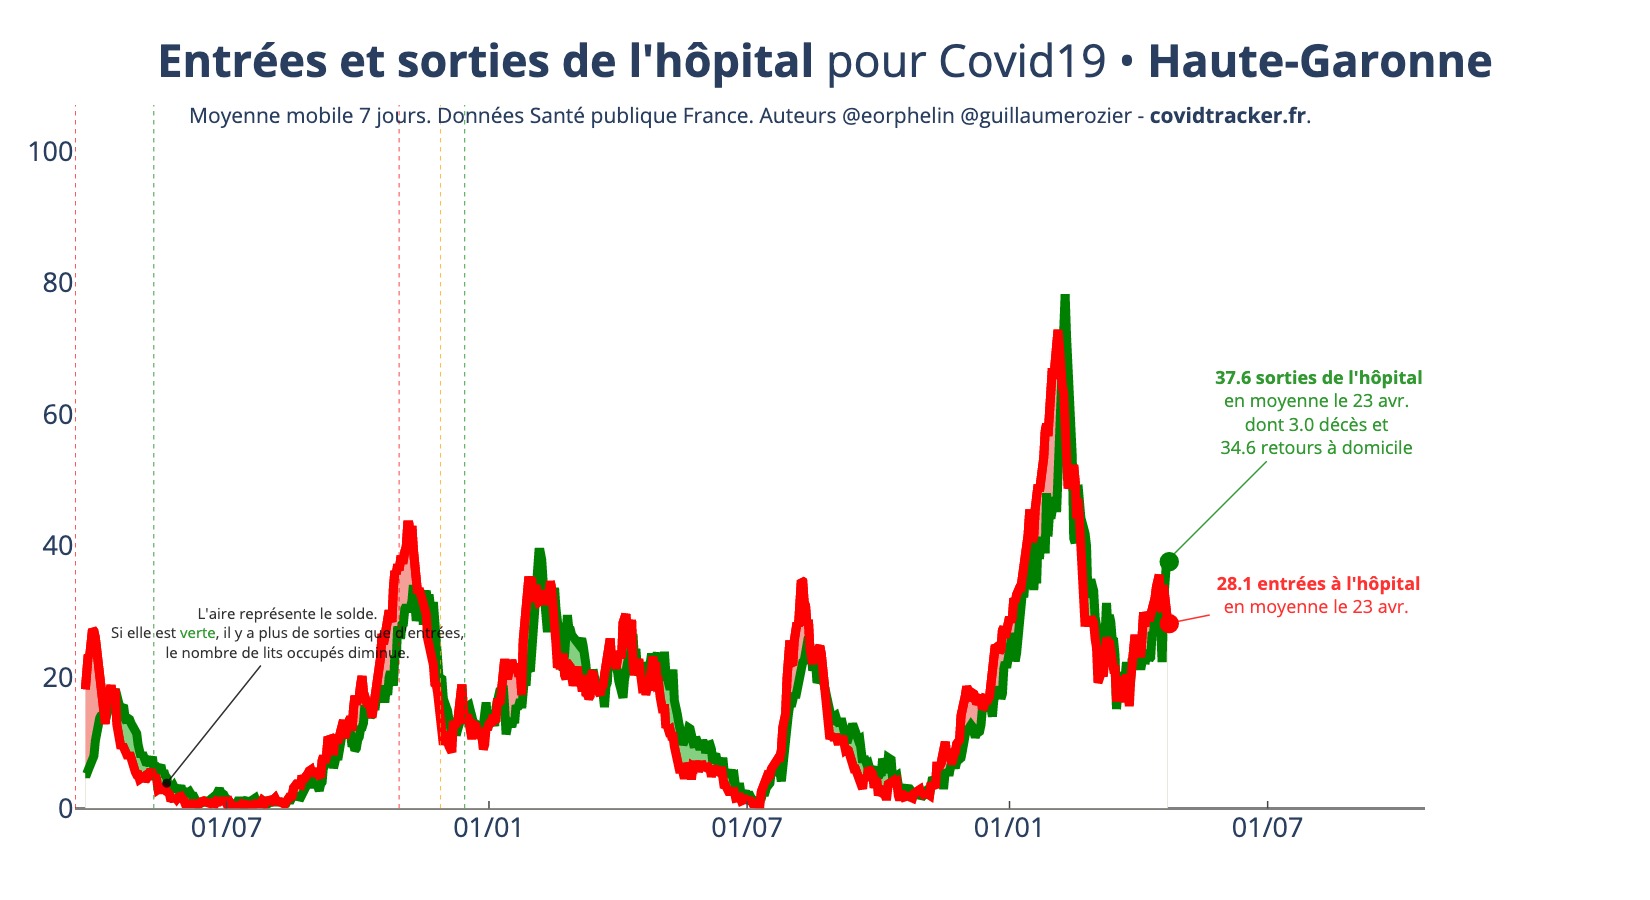 Entrées et sorties de l'hôpital pour Covid19 • Haute-Garonne
Moyenne mobile 7 jours. Données Santé publique France. Auteurs @eorphelin @guillaumerozier - covidtracker.fr.
100
80
60
40
20
0
37.6 sorties de l'hôpital
en moyenne le 23 avr.
dont 3.0 décès et
34.6 retours à domicile
28.1 entrées à l'hôpital
en moyenne le 23 avr.
L'aire représente le solde.
Si elle est verte, il y a plus de sorties que d'entrées,
le nombre de lits occupés diminue.
01/07
01/01
01/07
01/01
01/07